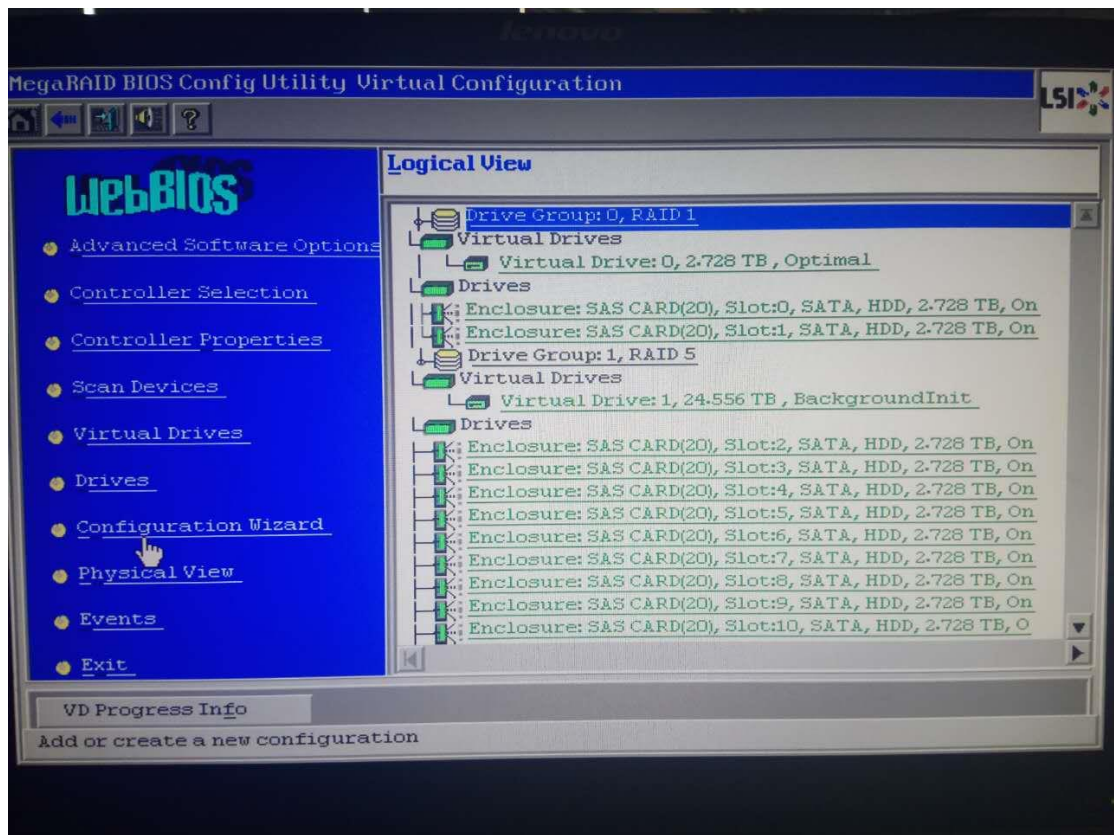 lenovo
MegaRAID BIOS Config Utility Virtual Configuration
LSI
?
WebBIOS
Advanced Software Options
Controller Selection
Controller Properties
Scan Devices
Virtual Drives
Drives
Configuration Wizard
Physical View
Events
Exit
Logical View
Drive Group: 0, RAID 1
Virtual Drives
Virtual Drive: 0, 2.728 TB , Optimal
Drives
Enclosure: SAS CARD(20), Slot:0, SATA, HDD, 2.728 TB, On
Enclosure: SAS CARD(20), Slot:1, SATA, HDD, 2.728 TB, On
Drive Group: 1, RAID 5
Virtual Drives
Virtual Drive: 1, 24.556 TB , BackgroundInit
Drives
Enclosure: SAS CARD(20), Slot:2, SATA, HDD, 2.728 TB, On
Enclosure: SAS CARD(20), Slot:3, SATA, HDD, 2.728 TB, On
Enclosure: SAS CARD(20), Slot:4, SATA, HDD, 2.728 TB, On
Enclosure: SAS CARD(20), Slot:5, SATA, HDD, 2.728 TB, On
Enclosure: SAS CARD(20), Slot:6, SATA, HDD, 2.728 TB, On
Enclosure: SAS CARD(20), Slot:7, SATA, HDD, 2.728 TB, On
Enclosure: SAS CARD(20), Slot:8, SATA, HDD, 2.728 TB, On
Enclosure: SAS CARD(20), Slot:9, SATA, HDD, 2.728 TB, On
Enclosure: SAS CARD(20), Slot:10, SATA, HDD, 2.728 TB, O
VD Progress Info
Add or create a new configuration